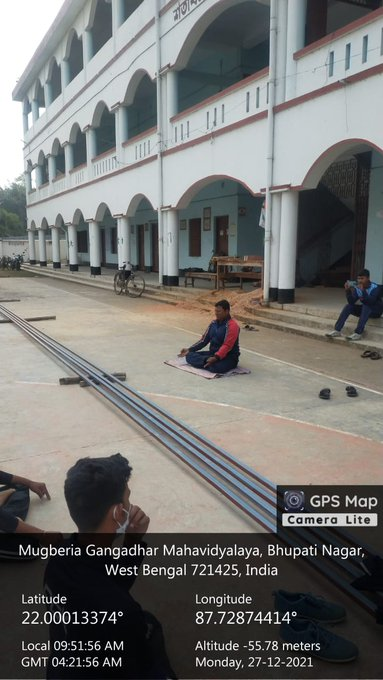 GPS Map
Camera Lite
Mugberia Gangadhar Mahavidyalaya, Bhupati Nagar,
West Bengal 721425, India
Latitude
22.00013374°
Longitude
87.72874414°
Local 09:51:56 AM
GMT 04:21:56 AM
Altitude -55.78 meters
Monday, 27-12-2021